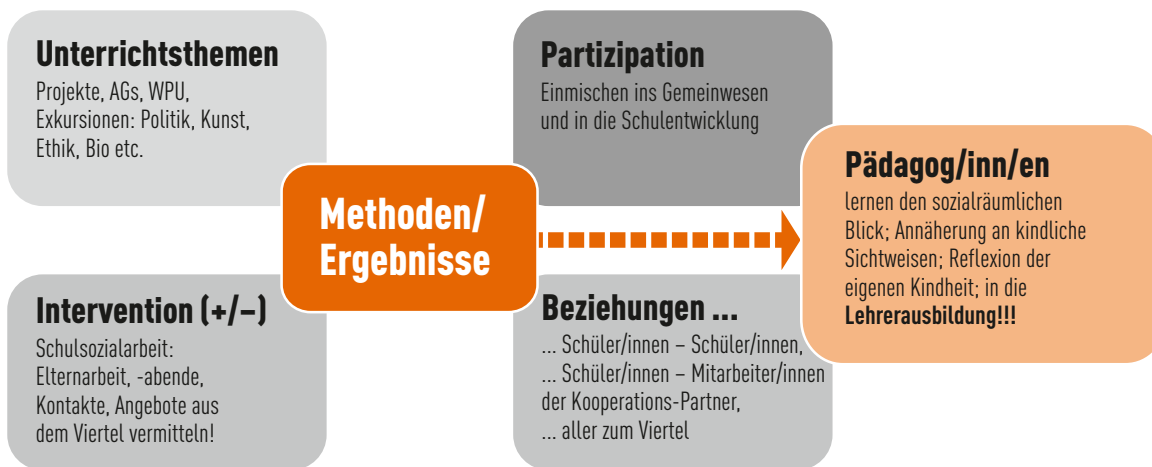 Unterrichtsthemen
Projekte, AGs, WPU,
Exkursionen: Politik, Kunst,
Ethik, Bio etc.
Partizipation
Einmischen ins Gemeinwesen
und in die Schulentwicklung
Methoden/
Ergebnisse
Pädagog/inn/en
lernen den sozialräumlichen
Blick; Annäherung an kindliche
Sichtweisen; Reflexion der
eigenen Kindheit; in die
Lehrerausbildung!!!
Intervention (+/–)
Schulsozialarbeit:
Elternarbeit, -abende,
Kontakte, Angebote aus
dem Viertel vermitteln!
Beziehungen ...
... Schüler/innen – Schüler/innen,
... Schüler/innen – Mitarbeiter/innen
der Kooperations-Partner,
... aller zum Viertel